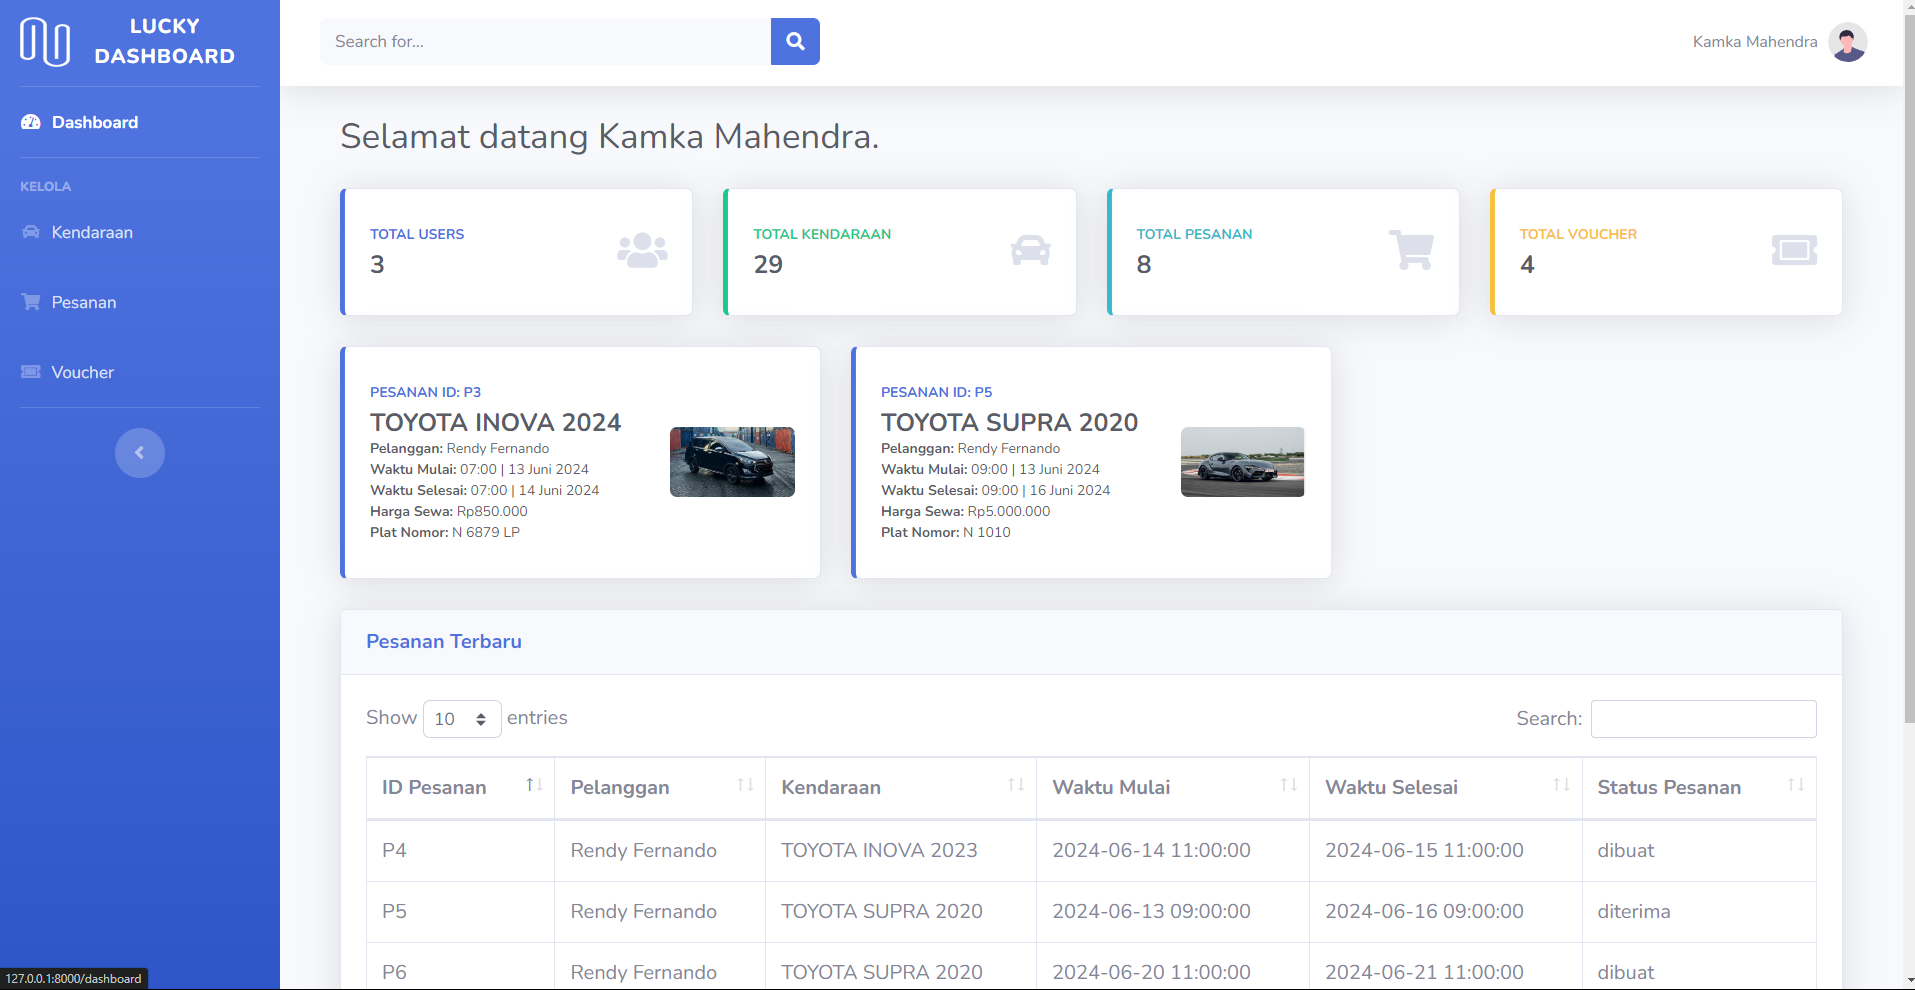 LUCKY
DASHBOARD
Dashboard
KELOLA
Kendaraan
Pesanan
Voucher
Search for...
Kamka Mahendra
Selamat datang Kamka Mahendra.
TOTAL USERS
3
TOTAL KENDARAAN
29
TOTAL PESANAN
8
TOTAL VOUCHER
4
PESANAN ID: P3
TOYOTA INOVA 2024
Pelanggan: Rendy Fernando
Waktu Mulai: 07:00 | 13 Juni 2024
Waktu Selesai: 07:00 | 14 Juni 2024
Harga Sewa: Rp850.000
Plat Nomor: N 6879 LP
PESANAN ID: P5
TOYOTA SUPRA 2020
Pelanggan: Rendy Fernando
Waktu Mulai: 09:00 | 13 Juni 2024
Waktu Selesai: 09:00 | 16 Juni 2024
Harga Sewa: Rp5.000.000
Plat Nomor: N 1010
Pesanan Terbaru
Show 10 entries
Search:
ID Pesanan Pelanggan Kendaraan Waktu Mulai Waktu Selesai Status Pesanan
P4 Rendy Fernando TOYOTA INOVA 2023 2024-06-14 11:00:00 2024-06-15 11:00:00 dibuat
P5 Rendy Fernando TOYOTA SUPRA 2020 2024-06-13 09:00:00 2024-06-16 09:00:00 diterima
P6 Rendy Fernando TOYOTA SUPRA 2020 2024-06-20 11:00:00 2024-06-21 11:00:00 dibuat
127.0.0.1:8000/dashboard